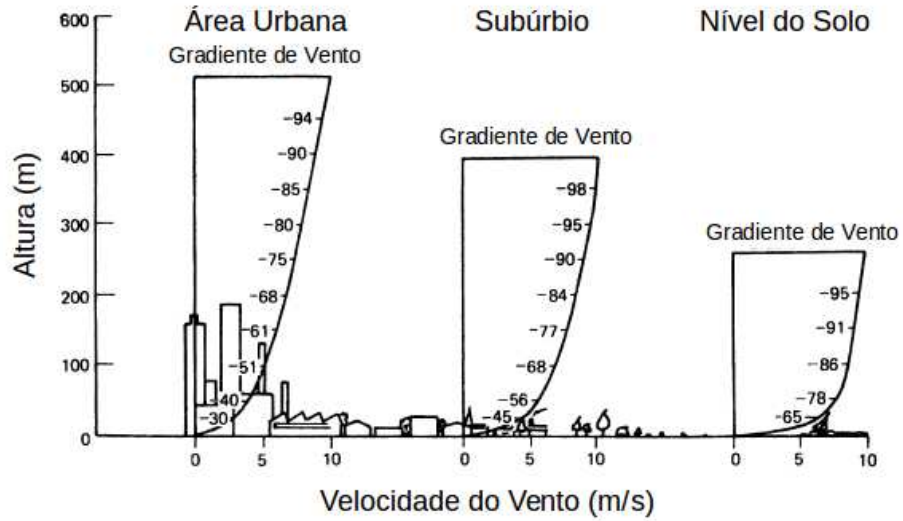 Área Urbana
Subúrbio
Nível do Solo
Gradiente de Vento
Gradiente de Vento
Gradiente de Vento
Altura (m)
600
500
400
300
200
100
0
-94
-90
-85
-80
-75
-68
-61
-51
-40
-30
-98
-95
-90
-84
-77
-68
-56
-45
-95
-91
-86
-78
-65
0 5 10
0 5 10
0 5 10
Velocidade do Vento (m/s)